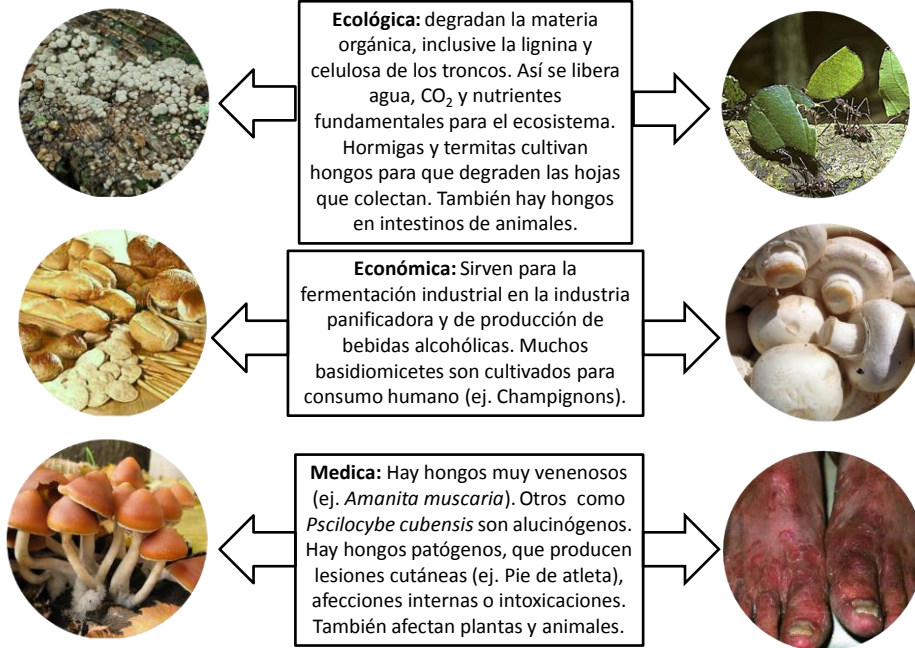 Ecológica: degradan la materia
orgánica, inclusive la lignina y
celulosa de los troncos. Así se libera
agua, CO₂ y nutrientes
fundamentales para el ecosistema.
Hormigas y termitas cultivan
hongos para que degraden las hojas
que colectan. También hay hongos
en intestinos de animales.
Económica: Sirven para la
fermentación industrial en la industria
panificadora y de producción de
bebidas alcohólicas. Muchos
basidiomicetes son cultivados para
consumo humano (ej. Champignons).
Medica: Hay hongos muy venenosos
(ej. Amanita muscaria). Otros como
Pscilocybe cubensis son alucinógenos.
Hay hongos patógenos, que producen
lesiones cutáneas (ej. Pie de atleta),
afecciones internas o intoxicaciones.
También afectan plantas y animales.